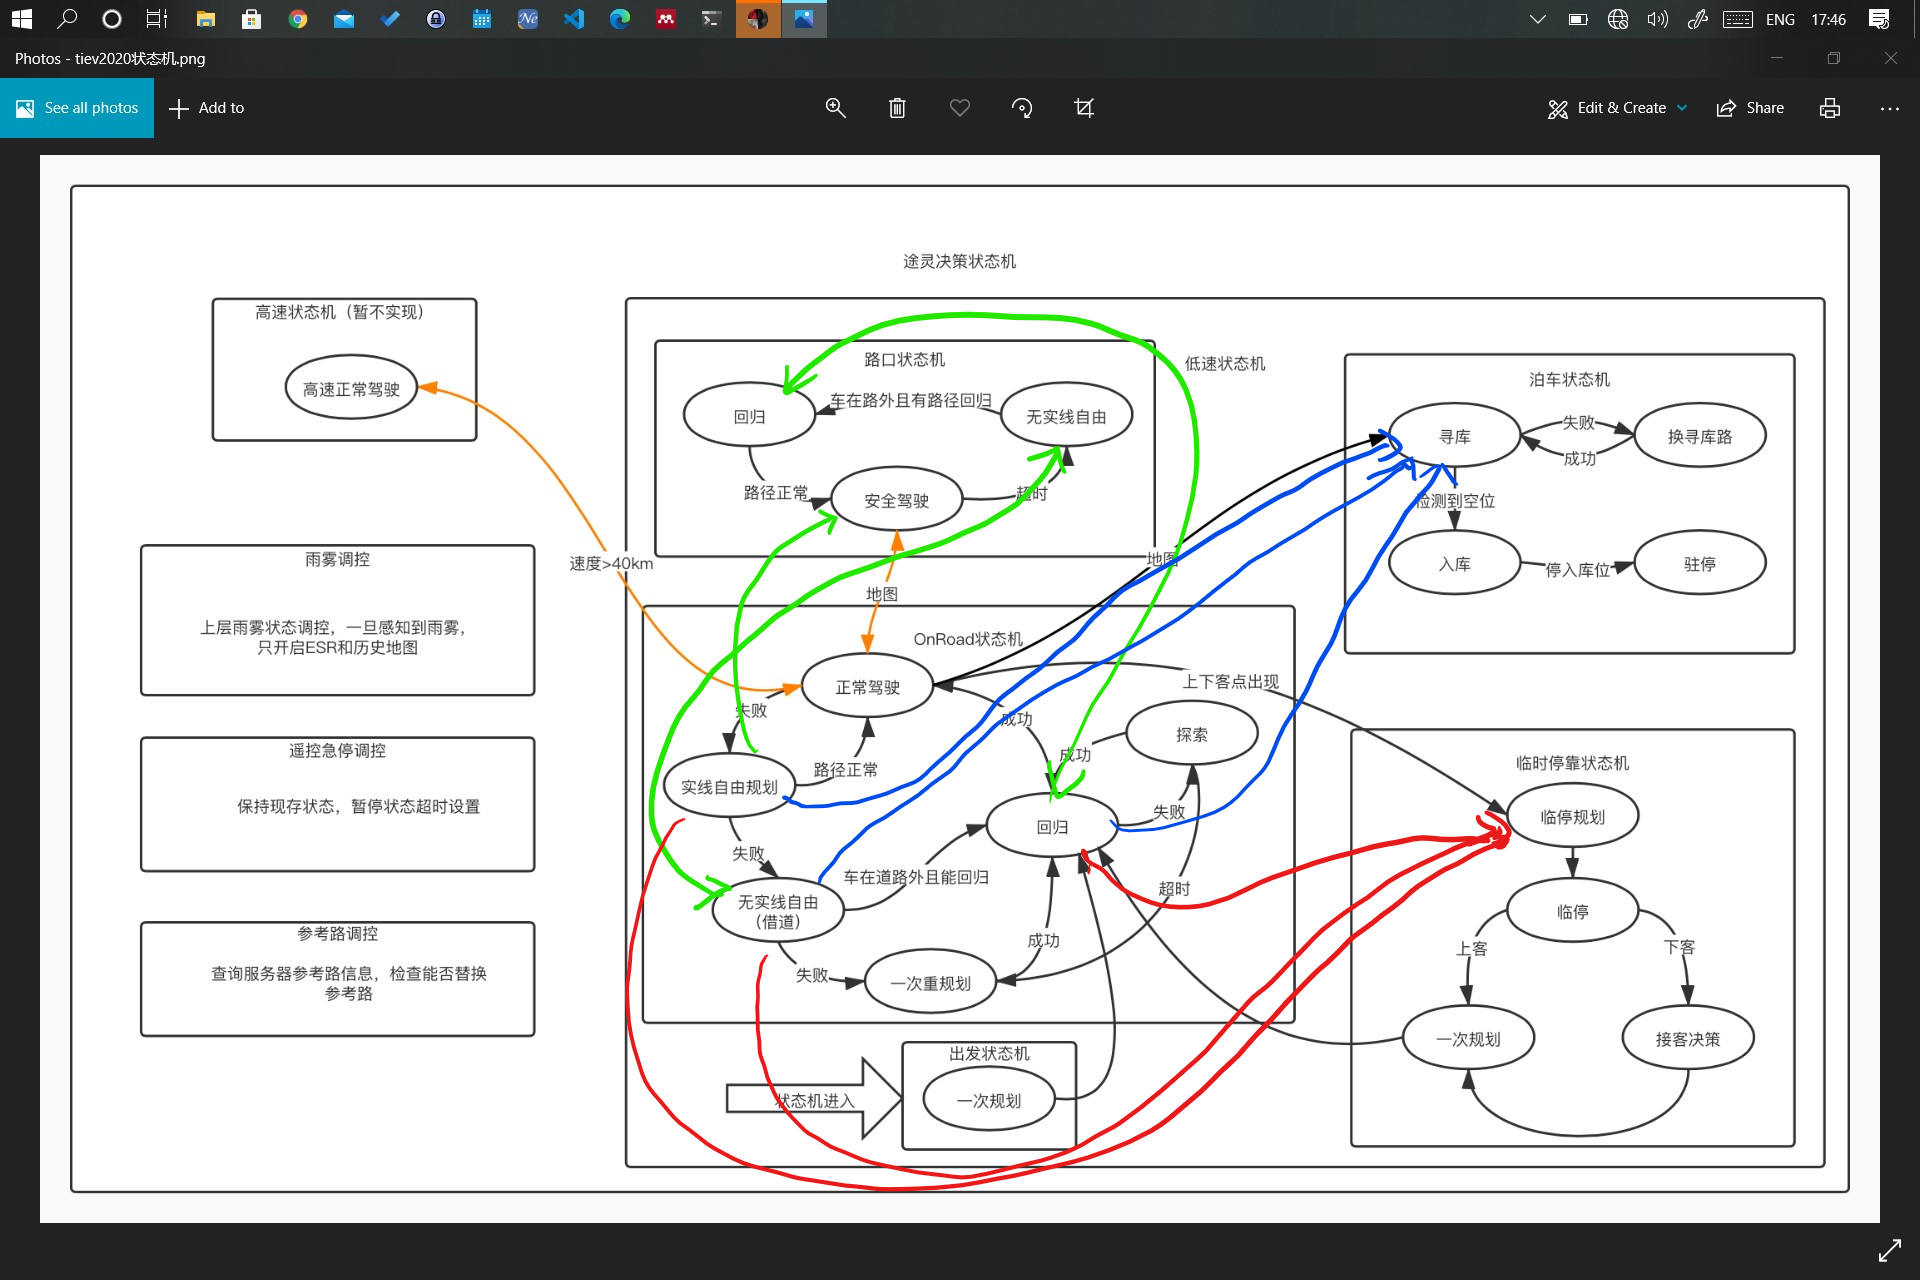 ENG
17:46
Photos - tiev2020状态机.png
See all photos
Add to
Edit & Create
Share
途灵决策状态机
高速状态机（暂不实现）
高速正常驾驶
速度>40km
雨雾调控
上层雨雾状态调控，一旦感知到雨雾，
只开启ESR和历史地图
遥控急停调控
保持现存状态，暂停状态超时设置
参考路调控
查询服务器参考路信息，检查能否替换
参考路
低速状态机
路口状态机
回归
车在路外且有路径回归
无实线自由
路径正常
安全驾驶
超时
地图
地图
OnRoad状态机
正常驾驶
失败
实线自由规划
路径正常
失败
无实线自由
（借道）
车在道路外且能回归
失败
一次重规划
成功
成功
成功
回归
失败
探索
超时
上下客点出现
泊车状态机
寻库
失败
成功
换寻库路
检测到空位
入库
停入库位
驻停
临时停靠状态机
临停规划
临停
上客
下客
一次规划
接客决策
状态机进入
出发状态机
一次规划